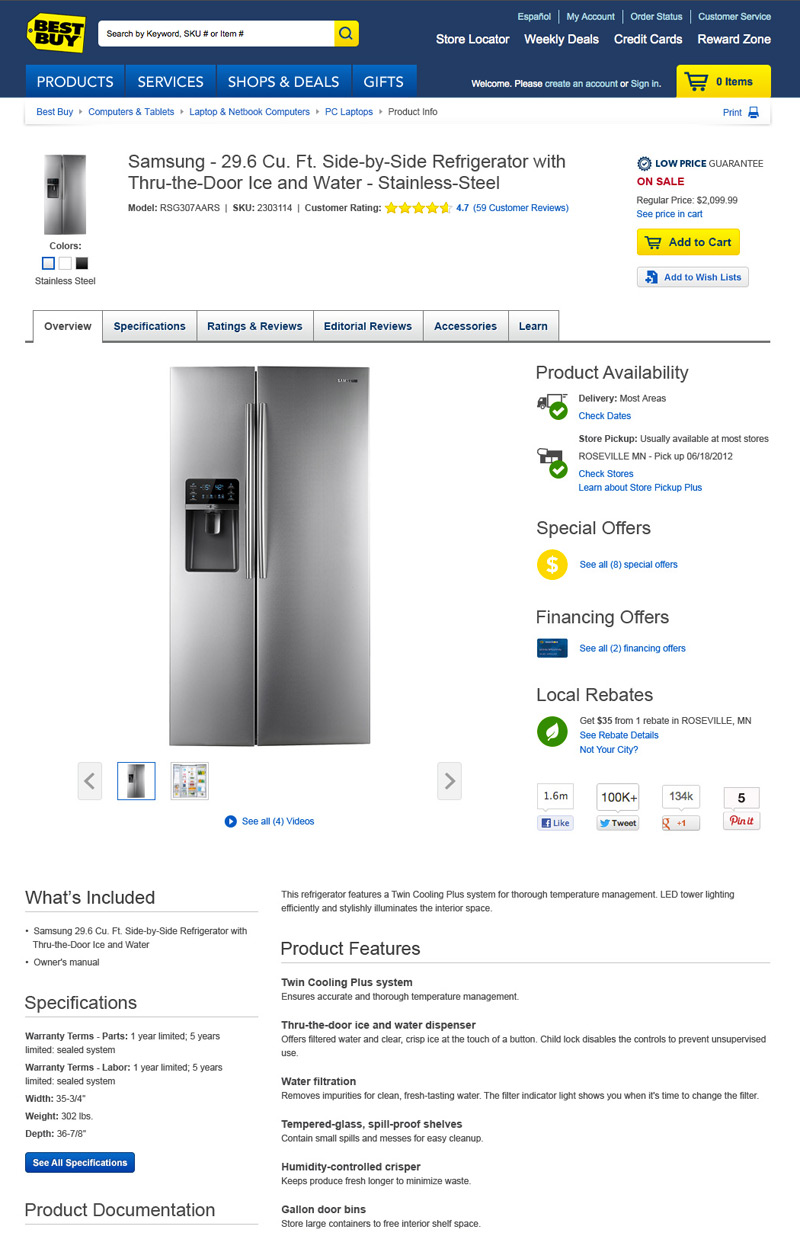 Español | My Account | Order Status | Customer Service
BEST BUY
Search by Keyword, SKU # or Item #
Store Locator Weekly Deals Credit Cards Reward Zone
PRODUCTS SERVICES SHOPS & DEALS GIFTS
Welcome. Please create an account or Sign in.
0 Items
Best Buy Computers & Tablets Laptop & Netbook Computers PC Laptops Product Info
Print
Samsung - 29.6 Cu. Ft. Side-by-Side Refrigerator with
Thru-the-Door Ice and Water - Stainless-Steel
Model: RSG307AARS | SKU: 2303114 | Customer Rating: 4.7 (59 Customer Reviews)
Colors:
Stainless Steel
LOW PRICE GUARANTEE
ON SALE
Regular Price: $2,099.99
See price in cart
Add to Cart
Add to Wish Lists
Overview Specifications Ratings & Reviews Editorial Reviews Accessories Learn
SAMSUNG
See all (4) Videos
Product Availability
Delivery: Most Areas
Check Dates
Store Pickup: Usually available at most stores
ROSEVILLE MN - Pick up 06/18/2012
Check Stores
Learn about Store Pickup Plus
Special Offers
$
See all (8) special offers
Financing Offers
See all (2) financing offers
Local Rebates
Get $35 from 1 rebate in ROSEVILLE, MN
See Rebate Details
Not Your City?
1.6m 100K+ 134k 5
Like Tweet +1 Pin it
What's Included
• Samsung 29.6 Cu. Ft. Side-by-Side Refrigerator with
Thru-the-Door Ice and Water
• Owner's manual
Specifications
Warranty Terms - Parts: 1 year limited; 5 years
limited: sealed system
Warranty Terms - Labor: 1 year limited; 5 years
limited: sealed system
Width: 35-3/4"
Weight: 302 lbs.
Depth: 36-7/8"
See All Specifications
Product Documentation
This refrigerator features a Twin Cooling Plus system for thorough temperature management. LED tower lighting
efficiently and stylishly illuminates the interior space.
Product Features
Twin Cooling Plus system
Ensures accurate and thorough temperature management.
Thru-the-door ice and water dispenser
Offers filtered water and clear, crisp ice at the touch of a button. Child lock disables the controls to prevent unsupervised
use.
Water filtration
Removes impurities for clean, fresh-tasting water. The filter indicator light shows you when it's time to change the filter.
Tempered-glass, spill-proof shelves
Contain small spills and messes for easy cleanup.
Humidity-controlled crisper
Keeps produce fresh longer to minimize waste.
Gallon door bins
Store large containers to free interior shelf space.